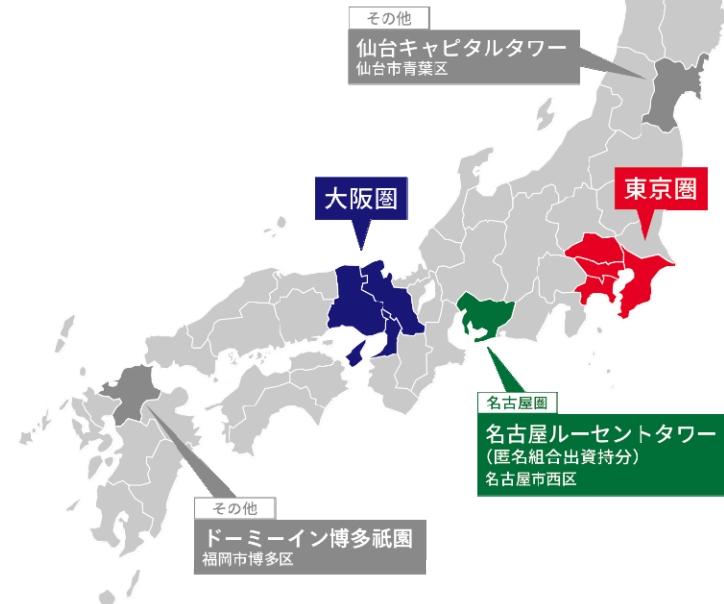 その他
仙台キャピタルタワー
仙台市青葉区
東京圏
大阪圏
名古屋圏
名古屋ルーセントタワー
（匿名組合出資持分）
名古屋市西区
その他
ドーミーイン博多祇園
福岡市博多区